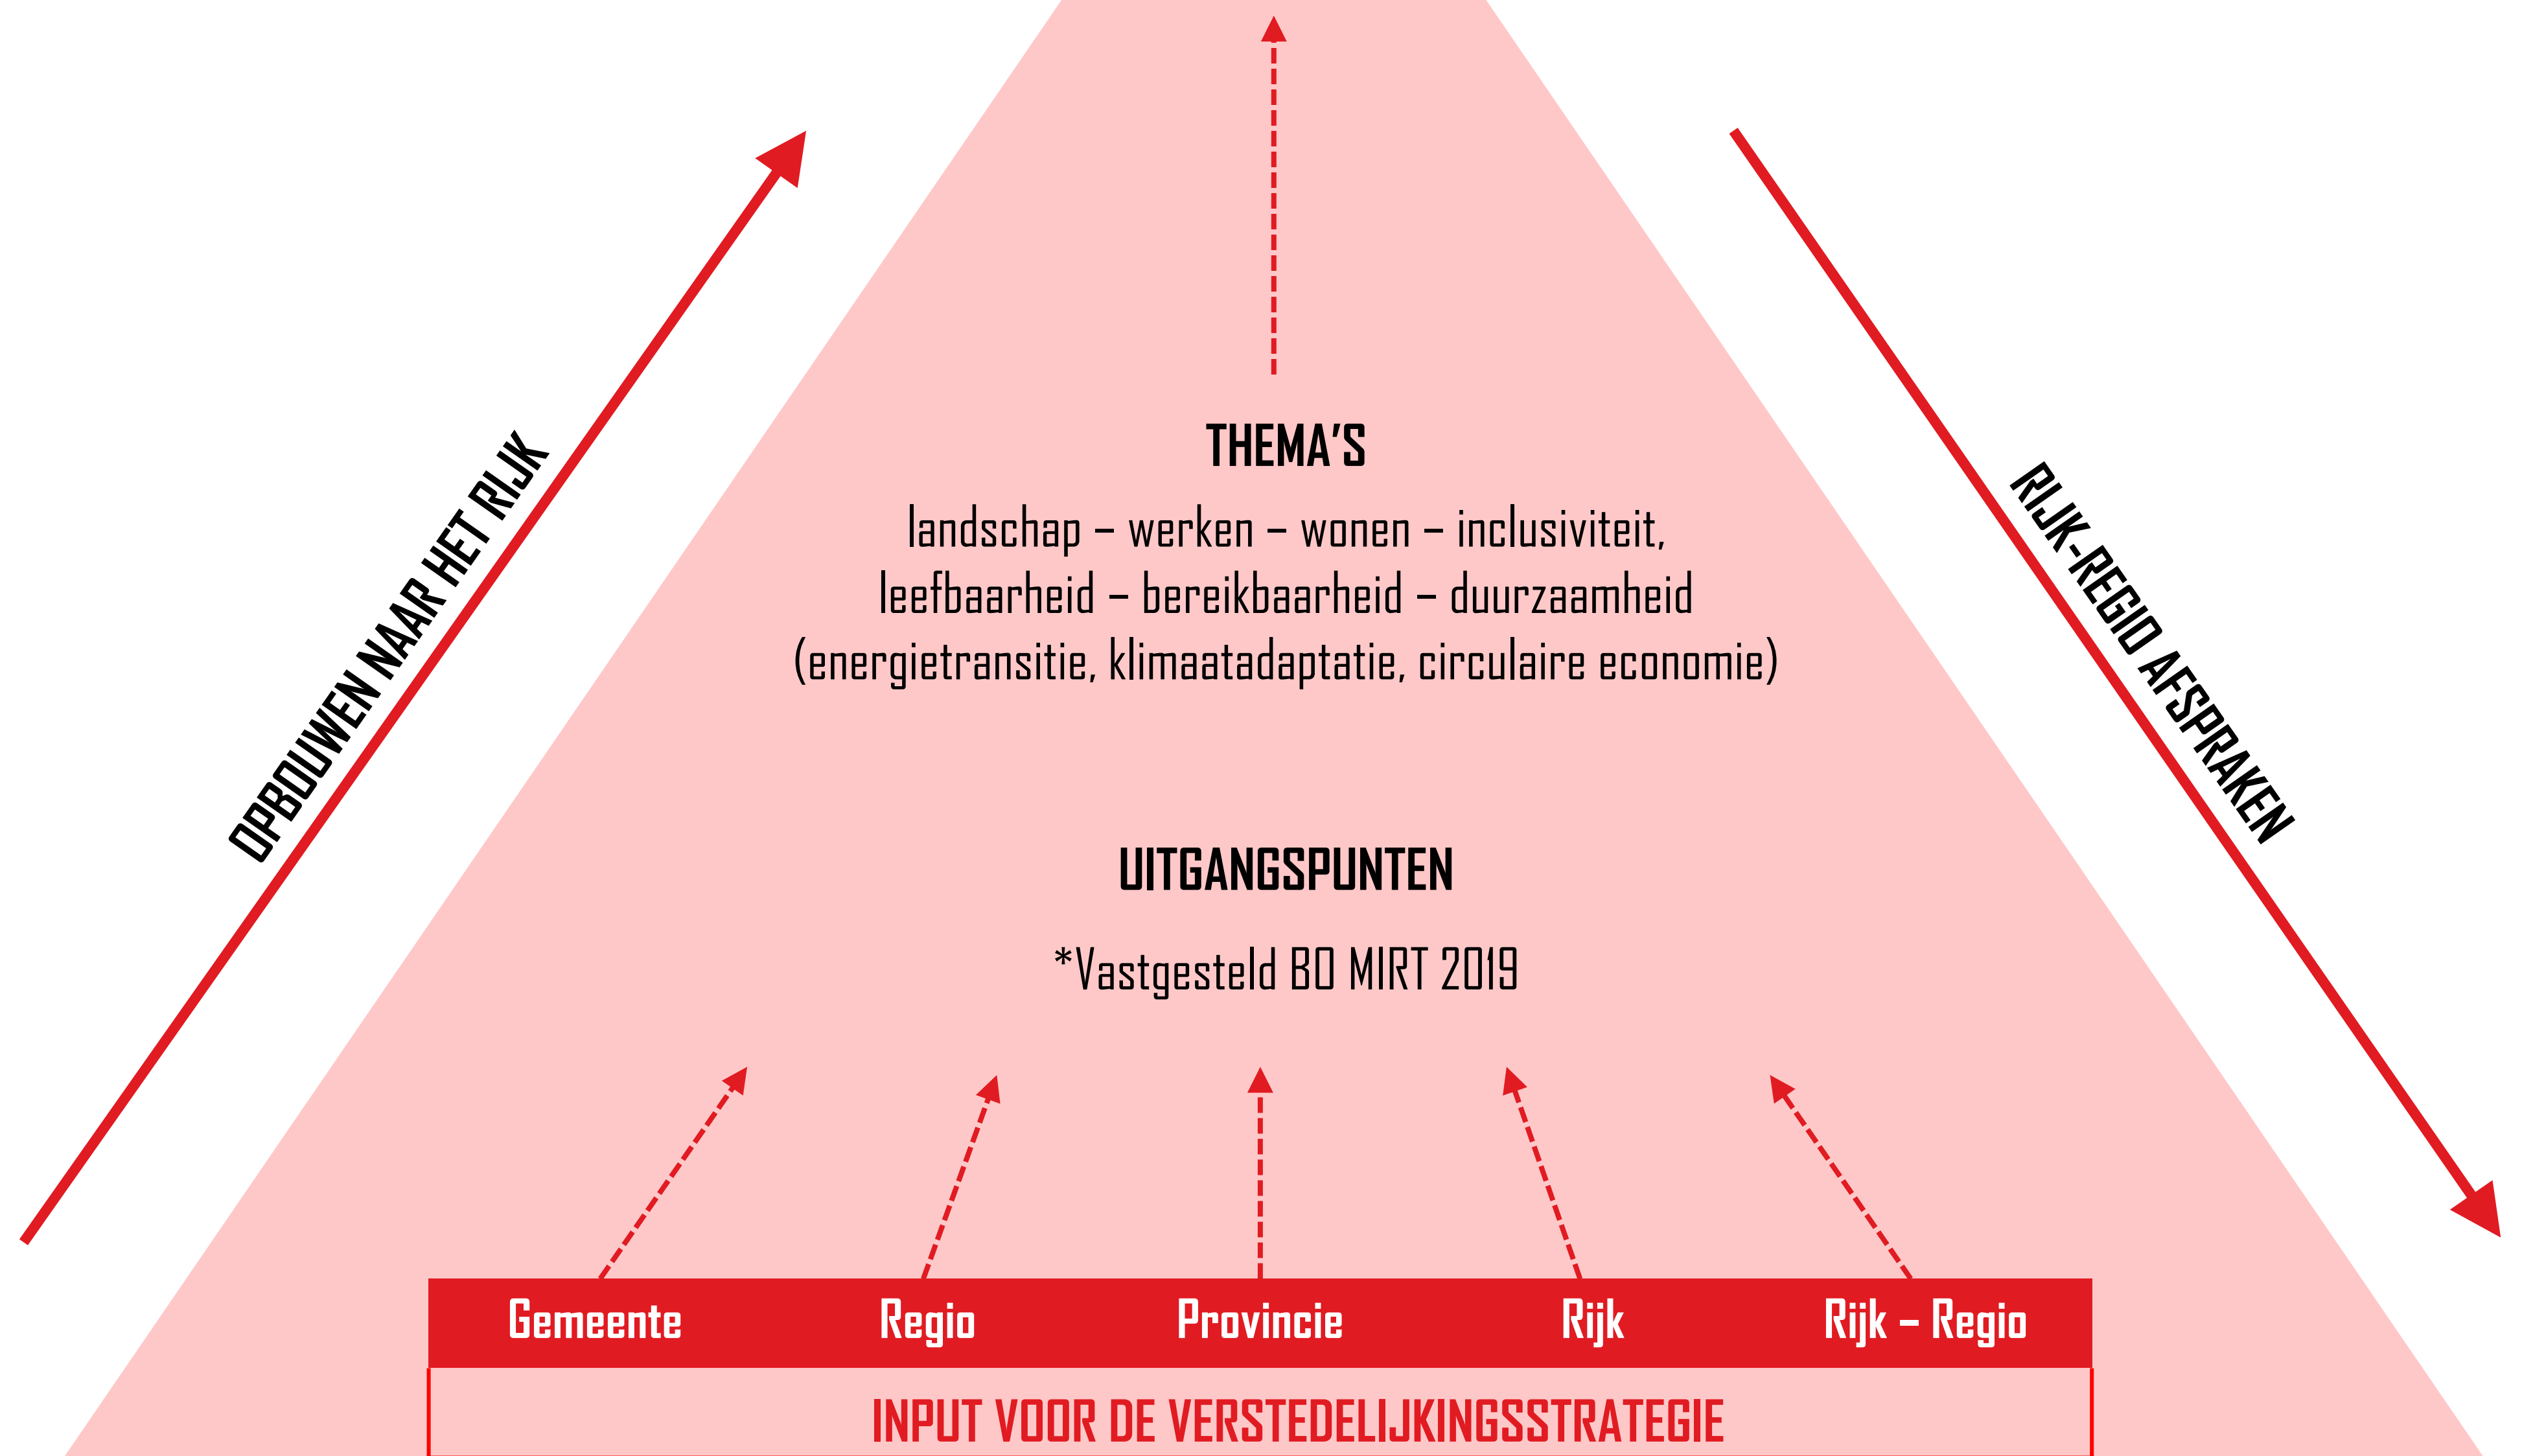 OPBOUWEN NAAR HET RIJK
RIJK-REGIO AFSPRAKEN
THEMA’S
landschap – werken – wonen – inclusiviteit,
leefbaarheid – bereikbaarheid – duurzaamheid
(energietransitie, klimaatadaptatie, circulaire economie)
UITGANGSPUNTEN
*Vastgesteld BO MIRT 2019
Gemeente Regio Provincie Rijk Rijk – Regio
INPUT VOOR DE VERSTEDELIJKINGSSTRATEGIE